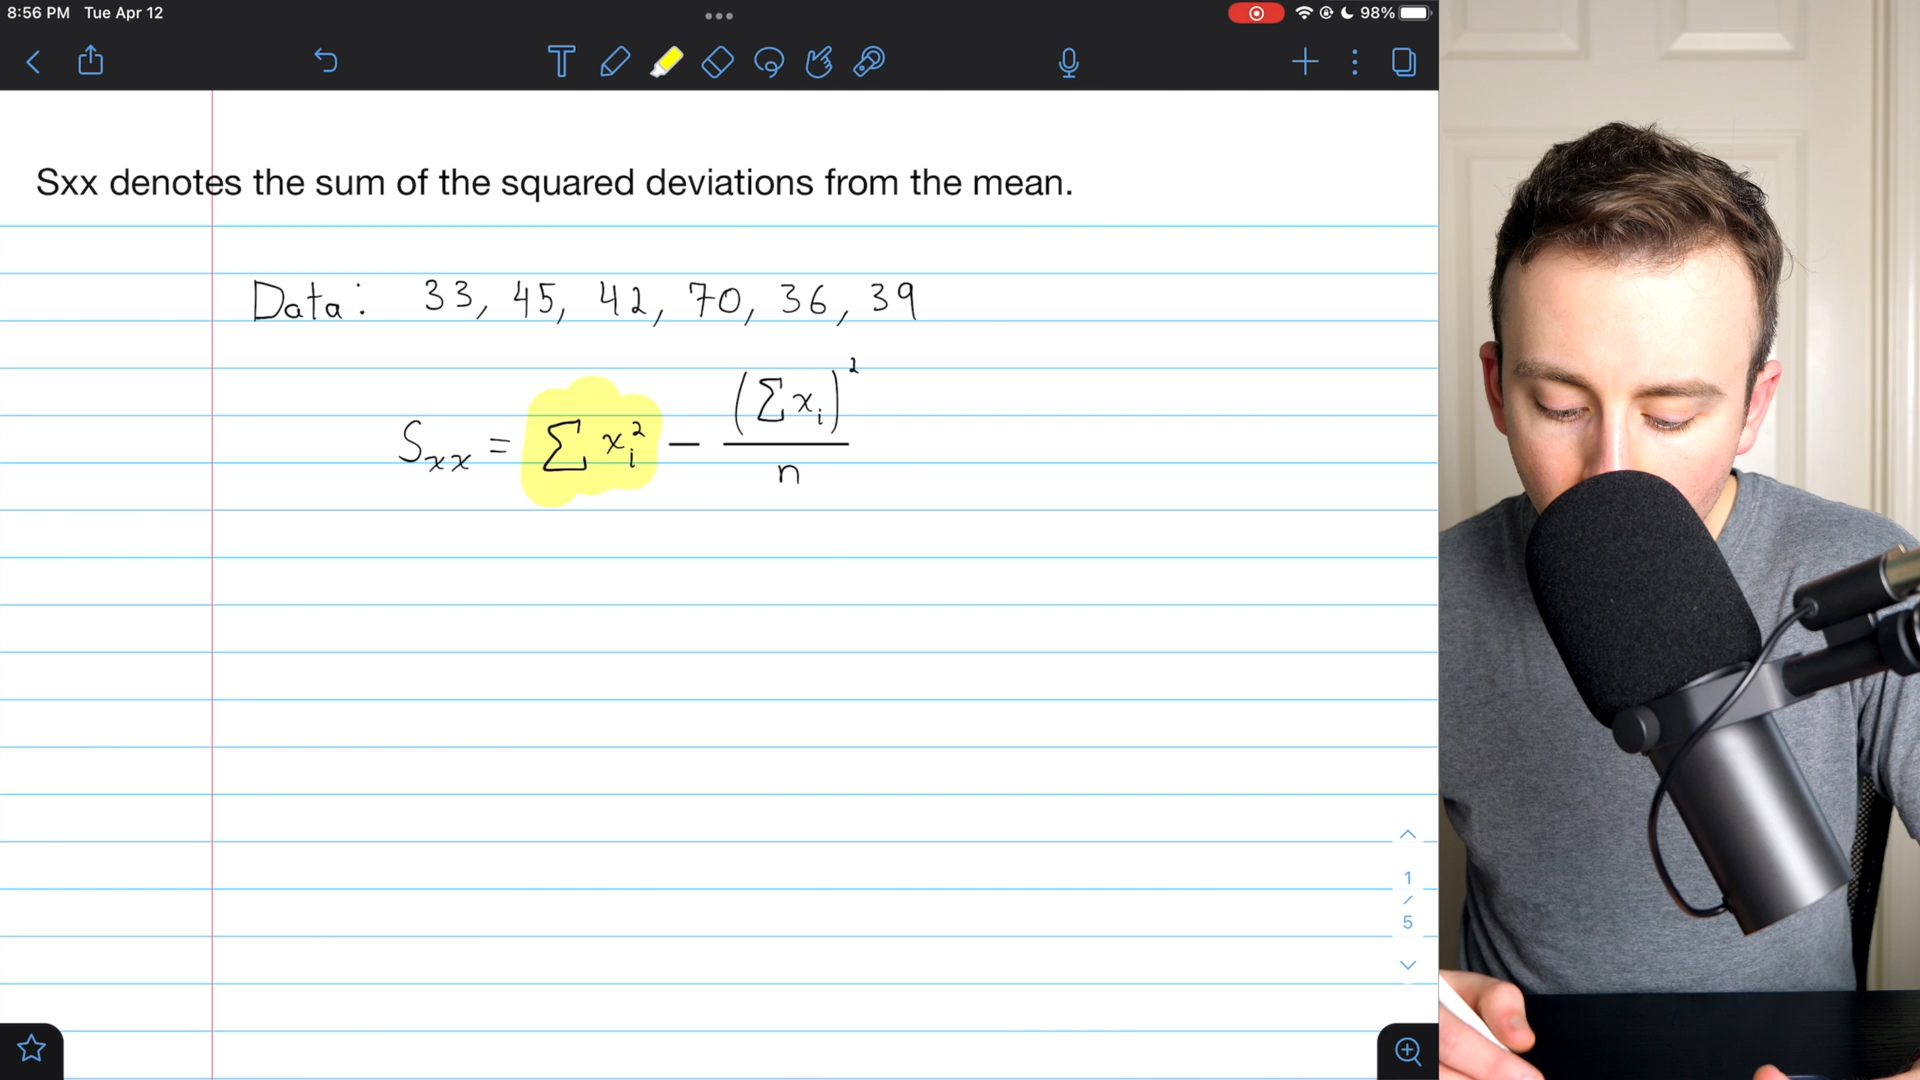 8:56 PM Tue Apr 12
98%
T
Sxx denotes the sum of the squared deviations from the mean.
Data: 33, 45, 42, 70, 36, 39
Sxx = Σ xi² − (Σ xi)² / n
1
/
5